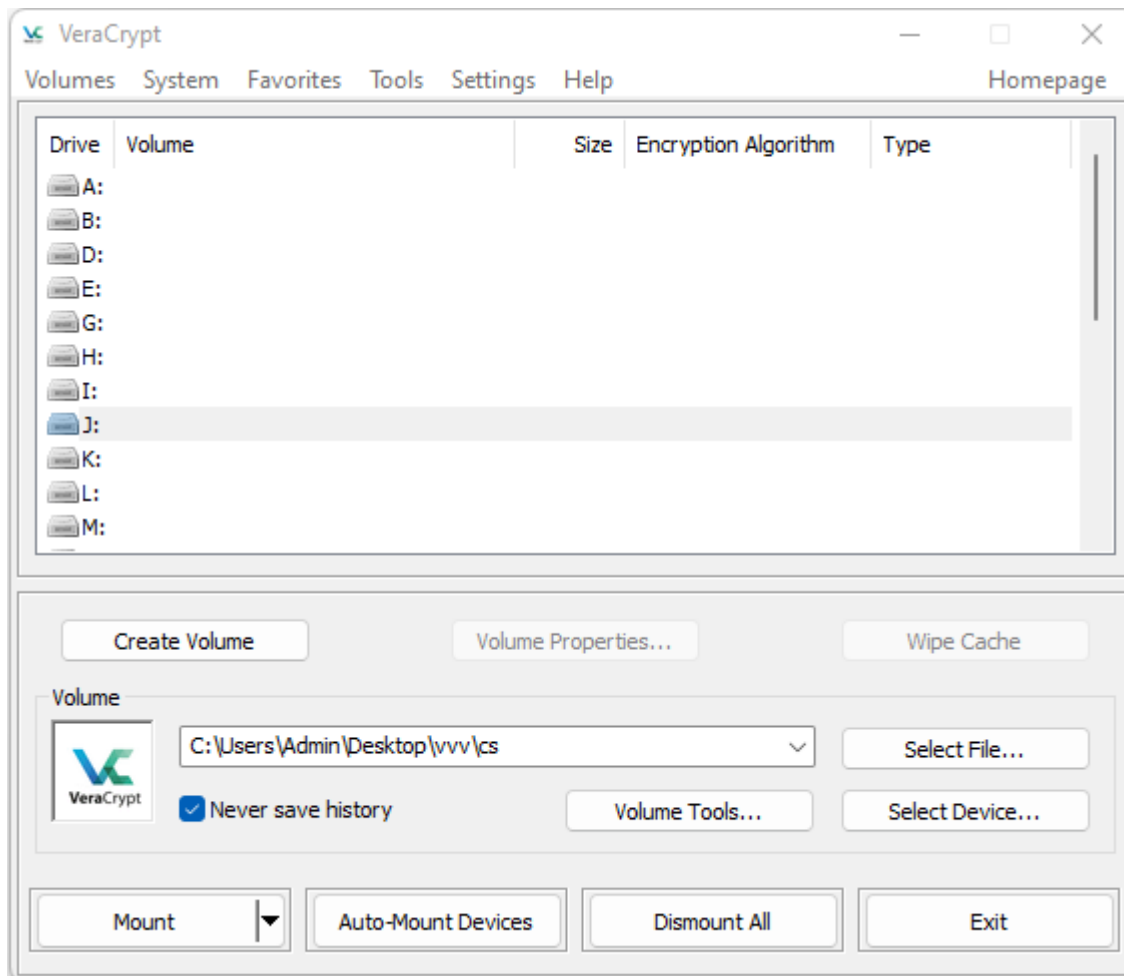 VeraCrypt
Volumes System Favorites Tools Settings Help Homepage
Drive Volume Size Encryption Algorithm Type
A:
B:
D:
E:
G:
H:
I:
J:
K:
L:
M:
Create Volume Volume Properties... Wipe Cache
Volume
VeraCrypt
C:\Users\Admin\Desktop\vvv\cs Select File...
Never save history Volume Tools... Select Device...
Mount Auto-Mount Devices Dismount All Exit